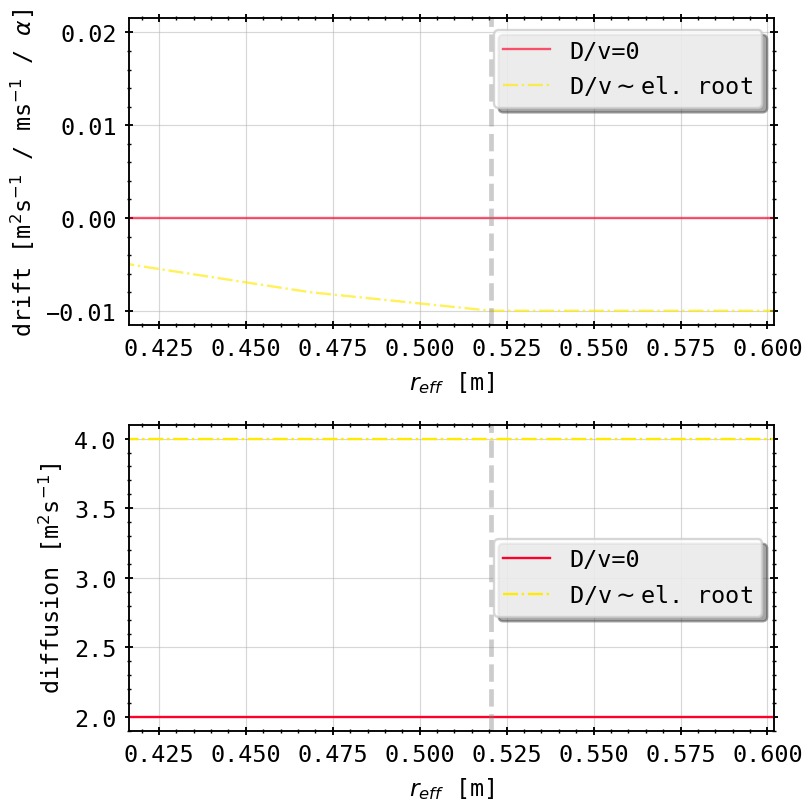 drift [m²s⁻¹ / ms⁻¹ / α]
0.02
0.01
0.00
−0.01
D/v=0
D/v∼el. root
0.425 0.450 0.475 0.500 0.525 0.550 0.575 0.600
r_eff [m]
diffusion [m²s⁻¹]
4.0
3.5
3.0
2.5
2.0
D/v=0
D/v∼el. root
0.425 0.450 0.475 0.500 0.525 0.550 0.575 0.600
r_eff [m]